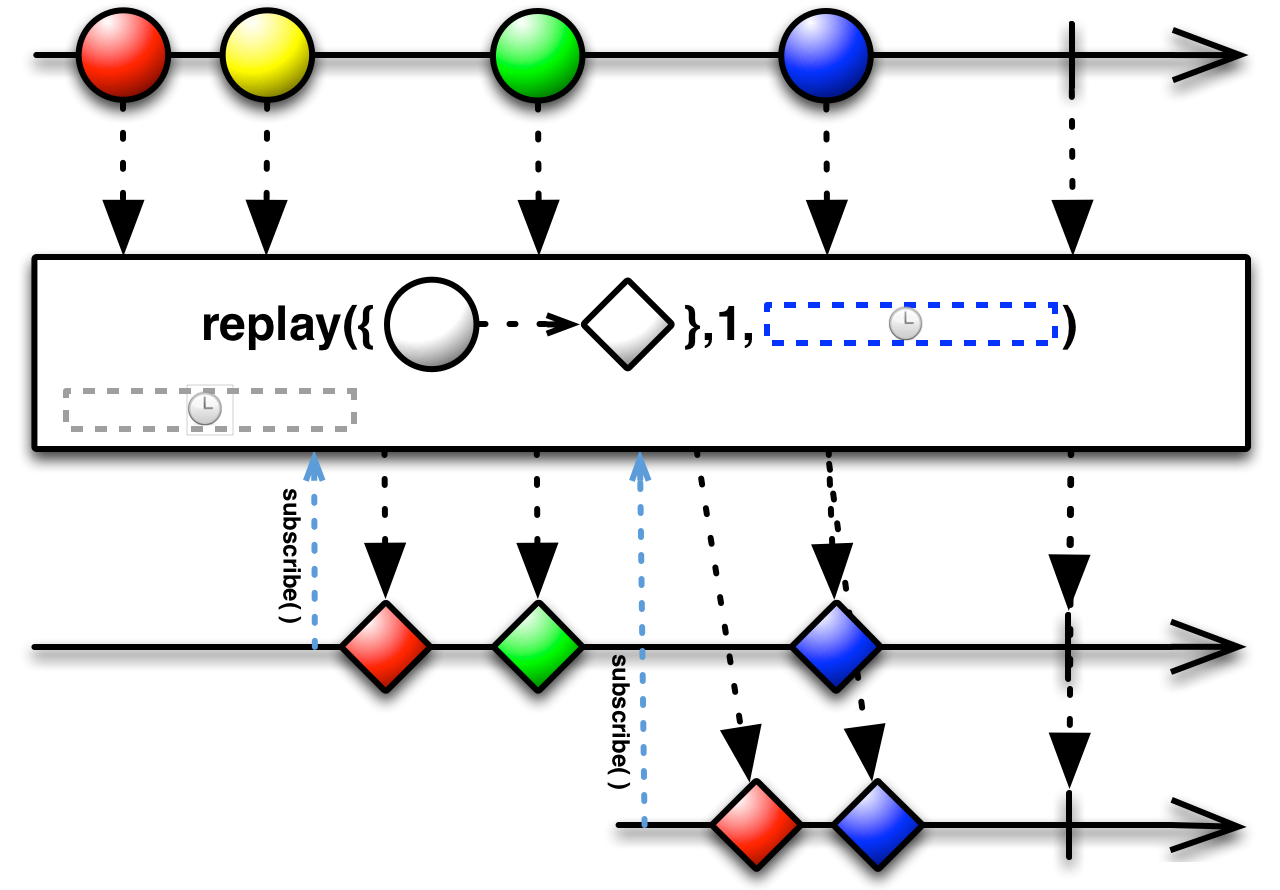 replay({ },1, )
subscribe( )
subscribe( )